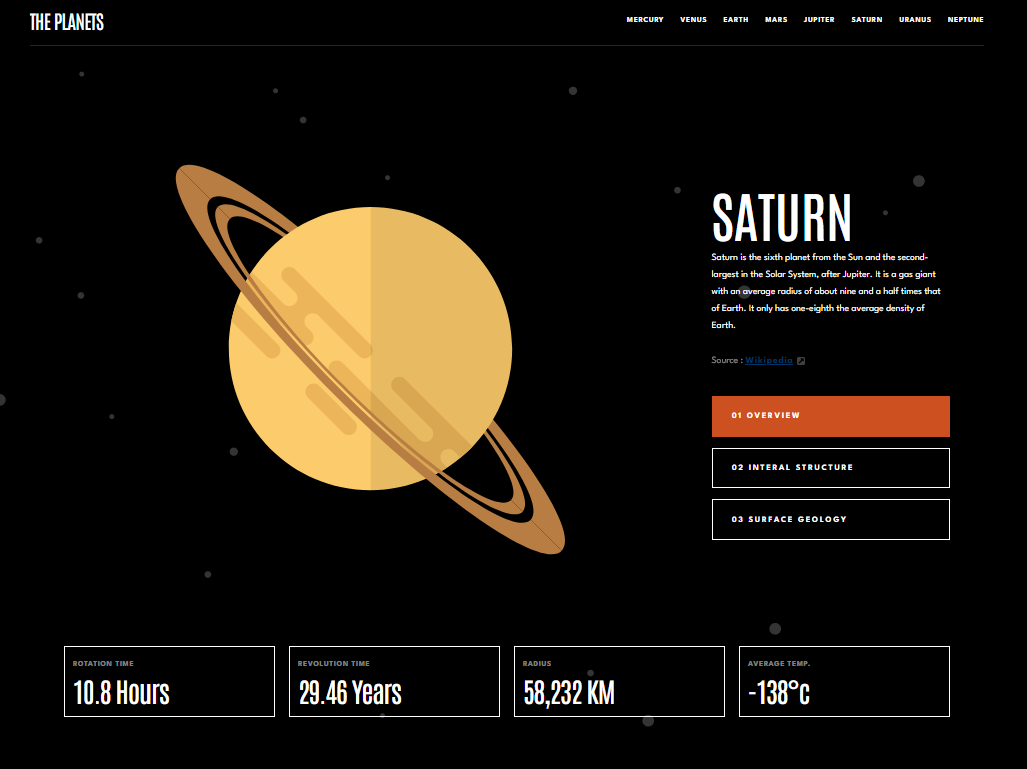 THE PLANETS
MERCURY VENUS EARTH MARS JUPITER SATURN URANUS NEPTUNE
SATURN
Saturn is the sixth planet from the Sun and the second-
largest in the Solar System, after Jupiter. It is a gas giant
with an average radius of about nine and a half times that
of Earth. It only has one-eighth the average density of
Earth.
Source : Wikipedia
01 OVERVIEW
02 INTERAL STRUCTURE
03 SURFACE GEOLOGY
ROTATION TIME
10.8 Hours
REVOLUTION TIME
29.46 Years
RADIUS
58,232 KM
AVERAGE TEMP.
-138°c